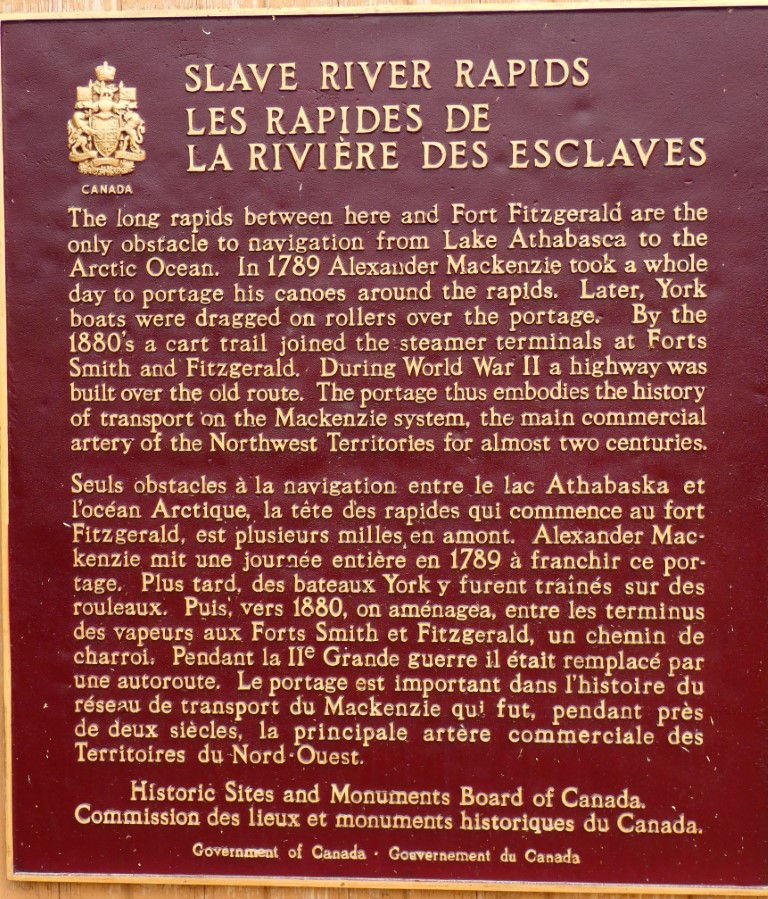 SLAVE RIVER RAPIDS
LES RAPIDES DE
LA RIVIÈRE DES ESCLAVES
CANADA
The long rapids between here and Fort Fitzgerald are the
only obstacle to navigation from Lake Athabasca to the
Arctic Ocean. In 1789 Alexander Mackenzie took a whole
day to portage his canoes around the rapids. Later, York
boats were dragged on rollers over the portage. By the
1880's a cart trail joined the steamer terminals at Forts
Smith and Fitzgerald. During World War II a highway was
built over the old route. The portage thus embodies the history
of transport on the Mackenzie system, the main commercial
artery of the Northwest Territories for almost two centuries.
Seuls obstacles à la navigation entre le lac Athabaska et
l'océan Arctique, la tête des rapides qui commence au fort
Fitzgerald, est plusieurs milles en amont. Alexander Mac-
kenzie mit une journée entière en 1789 à franchir ce por-
tage. Plus tard, des bateaux York y furent traînés sur des
rouleaux. Puis, vers 1880, on aménagea, entre les terminus
des vapeurs aux Forts Smith et Fitzgerald, un chemin de
charroi. Pendant la IIe Grande guerre il était remplacé par
une autoroute. Le portage est important dans l'histoire du
réseau de transport du Mackenzie qui fut, pendant près
de deux siècles, la principale artère commerciale des
Territoires du Nord-Ouest.
Historic Sites and Monuments Board of Canada.
Commission des lieux et monuments historiques du Canada.
Government of Canada · Gouvernement du Canada